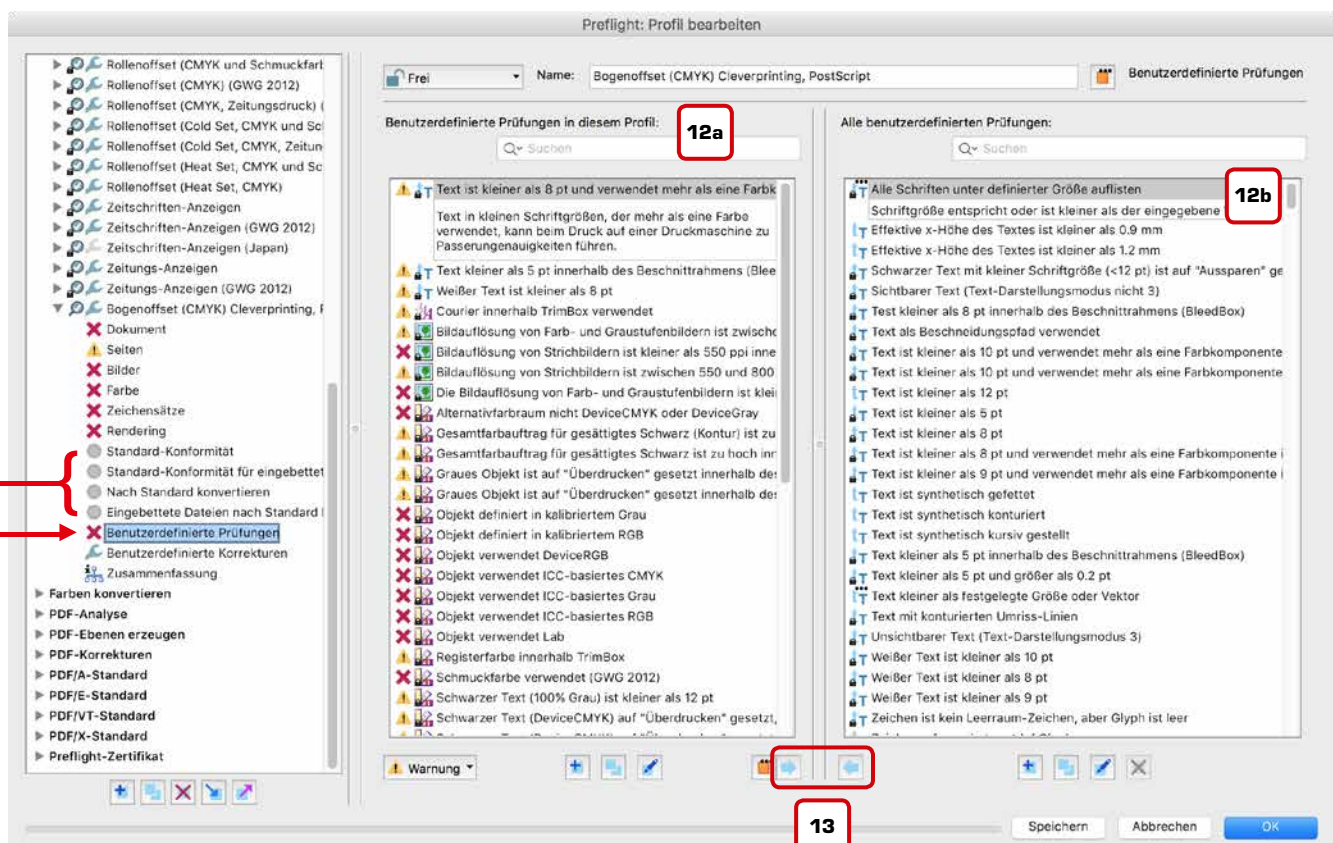 Preflight: Profil bearbeiten
Rollenoffset (CMYK und Schmuckfarb
Rollenoffset (CMYK) (GWG 2012)
Rollenoffset (CMYK, Zeitungsdruck) (
Rollenoffset (Cold Set, CMYK und Sc
Rollenoffset (Cold Set, CMYK, Zeitun
Rollenoffset (Heat Set, CMYK und Sc
Rollenoffset (Heat Set, CMYK)
Zeitschriften-Anzeigen
Zeitschriften-Anzeigen (GWG 2012)
Zeitschriften-Anzeigen (Japan)
Zeitungs-Anzeigen
Zeitungs-Anzeigen (GWG 2012)
Bogenoffset (CMYK) Cleverprinting, F
Dokument
Seiten
Bilder
Farbe
Zeichensätze
Rendering
Standard-Konformität
Standard-Konformität für eingebettet
Nach Standard konvertieren
Eingebettete Dateien nach Standard
Benutzerdefinierte Prüfungen
Benutzerdefinierte Korrekturen
Zusammenfassung
Farben konvertieren
PDF-Analyse
PDF-Ebenen erzeugen
PDF-Korrekturen
PDF/A-Standard
PDF/E-Standard
PDF/VT-Standard
PDF/X-Standard
Preflight-Zertifikat
Frei
Name: Bogenoffset (CMYK) Cleverprinting, PostScript
Benutzerdefinierte Prüfungen
Benutzerdefinierte Prüfungen in diesem Profil:
12a
Suchen
Text ist kleiner als 8 pt und verwendet mehr als eine Farbk
Text in kleinen Schriftgrößen, der mehr als eine Farbe
verwendet, kann beim Druck auf einer Druckmaschine zu
Passerungenauigkeiten führen.
Text kleiner als 5 pt innerhalb des Beschnittrahmens (Blee
Weißer Text ist kleiner als 8 pt
Courier innerhalb TrimBox verwendet
Bildauflösung von Farb- und Graustufenbildern ist zwische
Bildauflösung von Strichbildern ist kleiner als 550 ppi inne
Bildauflösung von Strichbildern ist zwischen 550 und 800
Die Bildauflösung von Farb- und Graustufenbildern ist klei
Alternativfarbraum nicht DeviceCMYK oder DeviceGray
Gesamtfarbauftrag für gesättigtes Schwarz (Kontur) ist zu
Gesamtfarbauftrag für gesättigtes Schwarz ist zu hoch inr
Graues Objekt ist auf "Überdrucken" gesetzt innerhalb de
Graues Objekt ist auf "Überdrucken" gesetzt innerhalb de
Objekt definiert in kalibriertem Grau
Objekt definiert in kalibriertem RGB
Objekt verwendet DeviceRGB
Objekt verwendet ICC-basiertes CMYK
Objekt verwendet ICC-basiertes Grau
Objekt verwendet ICC-basiertes RGB
Objekt verwendet Lab
Registerfarbe innerhalb TrimBox
Schmuckfarbe verwendet (GWG 2012)
Schwarzer Text (100% Grau) ist kleiner als 12 pt
Schwarzer Text (DeviceCMYK) auf "Überdrucken" gesetzt,
Warnung
Alle benutzerdefinierten Prüfungen:
Suchen
12b
Alle Schriften unter definierter Größe auflisten
Schriftgröße entspricht oder ist kleiner als der eingegebene
Effektive x-Höhe des Textes ist kleiner als 0.9 mm
Effektive x-Höhe des Textes ist kleiner als 1.2 mm
Schwarzer Text mit kleiner Schriftgröße (<12 pt) ist auf "Aussparen" ge
Sichtbarer Text (Text-Darstellungsmodus nicht 3)
Test kleiner als 8 pt innerhalb des Beschnittrahmens (BleedBox)
Text als Beschneidungspfad verwendet
Text ist kleiner als 10 pt und verwendet mehr als eine Farbkomponente
Text ist kleiner als 10 pt und verwendet mehr als eine Farbkomponente
Text ist kleiner als 12 pt
Text ist kleiner als 5 pt
Text ist kleiner als 8 pt
Text ist kleiner als 8 pt und verwendet mehr als eine Farbkomponente i
Text ist kleiner als 9 pt und verwendet mehr als eine Farbkomponente i
Text ist synthetisch gefettet
Text ist synthetisch konturiert
Text ist synthetisch kursiv gestellt
Text kleiner als 5 pt innerhalb des Beschnittrahmens (BleedBox)
Text kleiner als 5 pt und größer als 0.2 pt
Text kleiner als festgelegte Größe oder Vektor
Text mit konturierten Umriss-Linien
Unsichtbarer Text (Text-Darstellungsmodus 3)
Weißer Text ist kleiner als 10 pt
Weißer Text ist kleiner als 8 pt
Weißer Text ist kleiner als 9 pt
Zeichen ist kein Leerraum-Zeichen, aber Glyph ist leer
13
Speichern
Abbrechen
OK